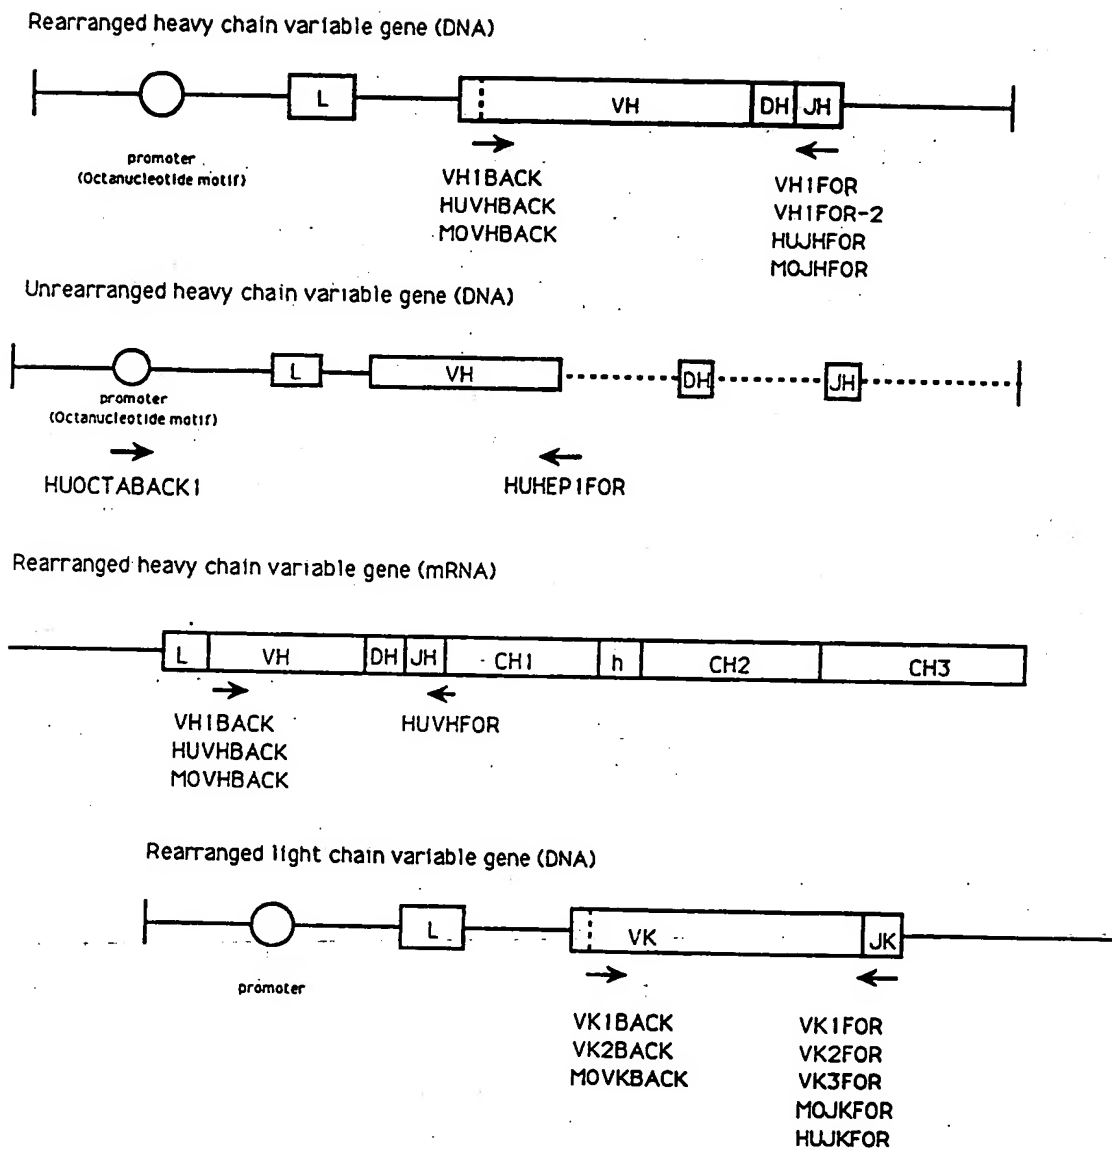 Rearranged heavy chain variable gene (DNA)
L
VH
DH
JH
promoter
(Octanucleotide motif)
VH1BACK
HUVHBACK
MOVHBACK
VH1FOR
VH1FOR-2
HUJHFOR
MOJHFOR
Unrearranged heavy chain variable gene (DNA)
L
VH
DH
JH
promoter
(Octanucleotide motif)
HUOCTABACK1
HUHEP1FOR
Rearranged heavy chain variable gene (mRNA)
L
VH
DH
JH
CH1
h
CH2
CH3
VH1BACK
HUVHBACK
MOVHBACK
HUVHFOR
Rearranged light chain variable gene (DNA)
L
VK
JK
promoter
VK1BACK
VK2BACK
MOVKBACK
VK1FOR
VK2FOR
VK3FOR
MOJKFOR
HUJKFOR